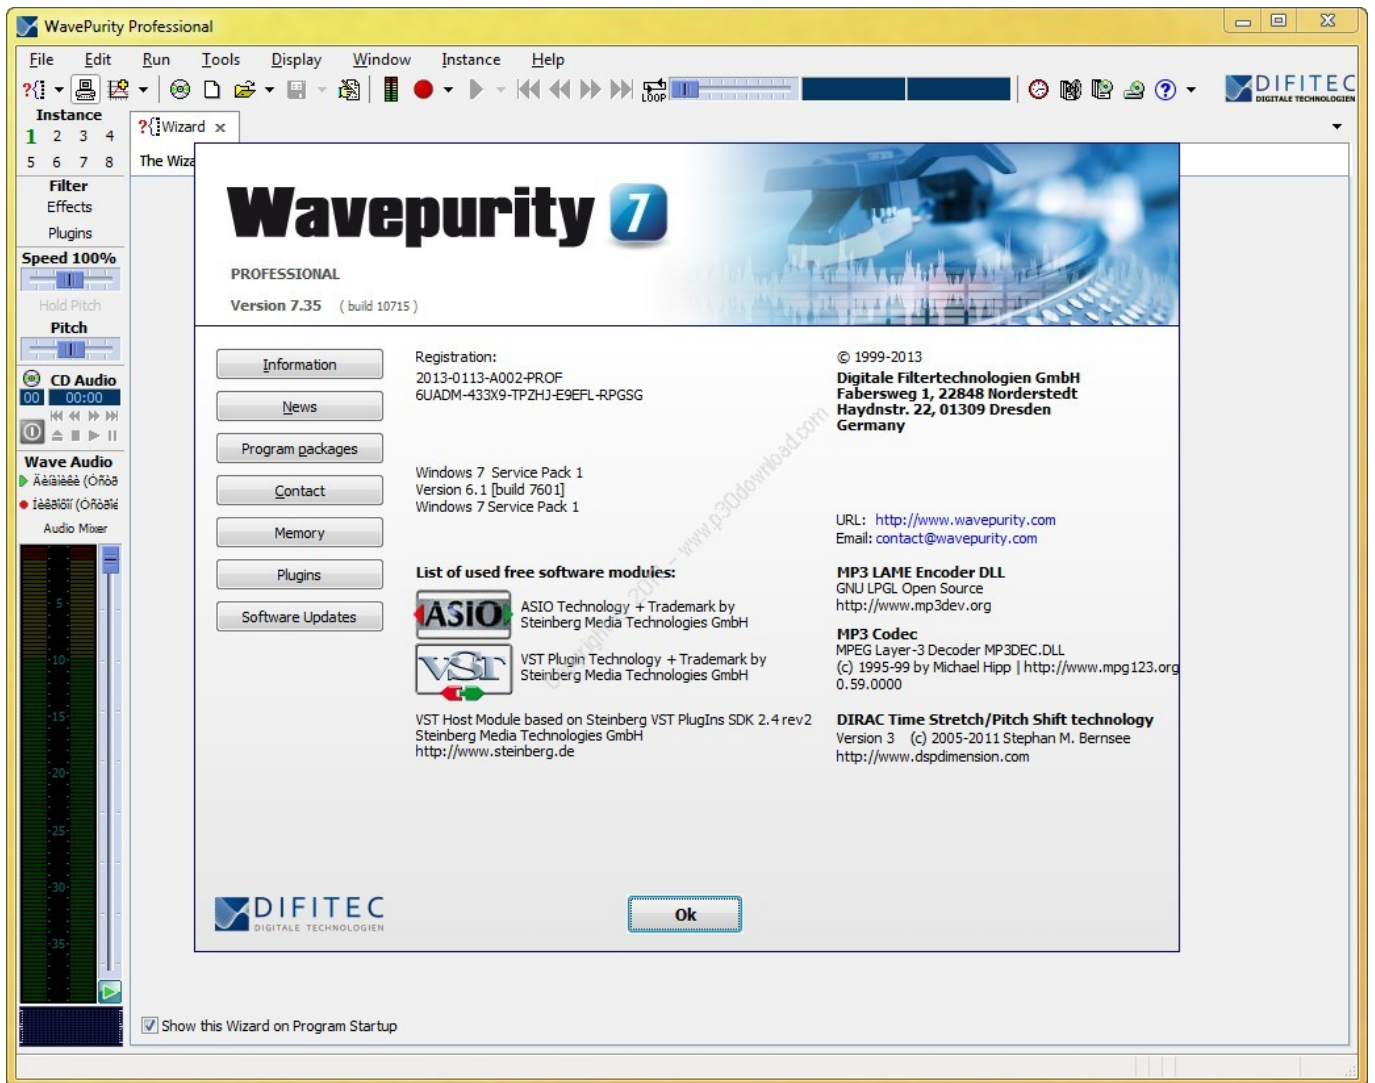 WavePurity Professional
File Edit Run Tools Display Window Instance Help
LOOP
DIFITEC
DIGITALE TECHNOLOGIEN
Instance
1 2 3 4
5 6 7 8
?{ Wizard x
The Wiza
Filter
Effects
Plugins
Speed 100%
Hold Pitch
Pitch
CD Audio
00 00:00
Wave Audio
Audio Mixer
-5-
-10-
-15-
-20-
-25-
-30-
-35-
Wavepurity 7
PROFESSIONAL
Version 7.35 ( build 10715 )
Information
News
Program packages
Contact
Memory
Plugins
Software Updates
Registration:
2013-0113-A002-PROF
6UADM-433X9-TPZHJ-E9EFL-RPGSG
Windows 7 Service Pack 1
Version 6.1 [build 7601]
Windows 7 Service Pack 1
List of used free software modules:
ASIO
ASIO Technology + Trademark by
Steinberg Media Technologies GmbH
VST
VST Plugin Technology + Trademark by
Steinberg Media Technologies GmbH
VST Host Module based on Steinberg VST PlugIns SDK 2.4 rev2
Steinberg Media Technologies GmbH
http://www.steinberg.de
© 1999-2013
Digitale Filtertechnologien GmbH
Fabersweg 1, 22848 Norderstedt
Haydnstr. 22, 01309 Dresden
Germany
URL: http://www.wavepurity.com
Email: contact@wavepurity.com
MP3 LAME Encoder DLL
GNU LPGL Open Source
http://www.mp3dev.org
MP3 Codec
MPEG Layer-3 Decoder MP3DEC.DLL
(c) 1995-99 by Michael Hipp | http://www.mpg123.org
0.59.0000
DIRAC Time Stretch/Pitch Shift technology
Version 3 (c) 2005-2011 Stephan M. Bernsee
http://www.dspdimension.com
www.p30download.com
DIFITEC
DIGITALE TECHNOLOGIEN
Ok
Show this Wizard on Program Startup